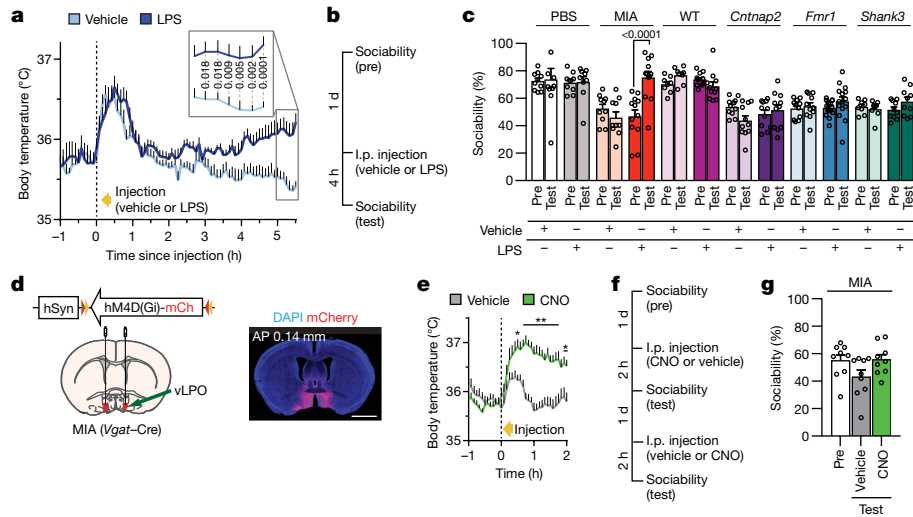 a
Vehicle
LPS
Body temperature (°C)
37
36
35
0.018
0.018
0.009
0.005
0.002
0.0001
Injection
(vehicle or LPS)
–1
0
1
2
3
4
5
Time since injection (h)
b
Sociability
(pre)
1 d
I.p. injection
(vehicle or LPS)
4 h
Sociability
(test)
c
PBS
MIA
WT
Cntnap2
Fmr1
Shank3
<0.0001
Sociability (%)
100
80
60
40
20
0
Pre
Test
Pre
Test
Pre
Test
Pre
Test
Pre
Test
Pre
Test
Pre
Test
Pre
Test
Pre
Test
Pre
Test
Pre
Test
Pre
Test
Vehicle + – + – + – + – + – + –
LPS – + – + – + – + – + – +
d
hSyn
hM4D(Gi)-mCh
vLPO
MIA (Vgat–Cre)
DAPI mCherry
AP 0.14 mm
e
Vehicle
CNO
Body temperature (°C)
37
36
35
*
**
*
Injection
–1
0
1
2
Time (h)
f
Sociability
(pre)
1 d
I.p. injection
(CNO or vehicle)
2 h
Sociability
(test)
1 d
I.p. injection
(vehicle or CNO)
2 h
Sociability
(test)
g
MIA
Sociability (%)
100
80
60
40
20
0
Pre
Vehicle
CNO
Test